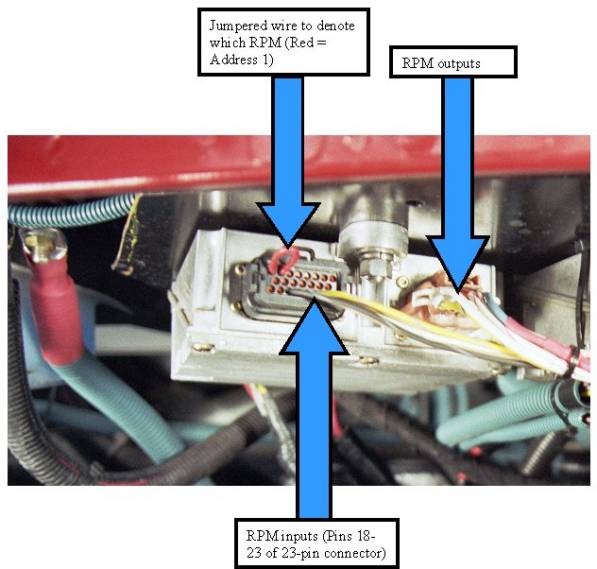 Jumpered wire to denote
which RPM (Red =
Address 1)
RPM outputs
RPM inputs (Pins 18-
23 of 23-pin connector)